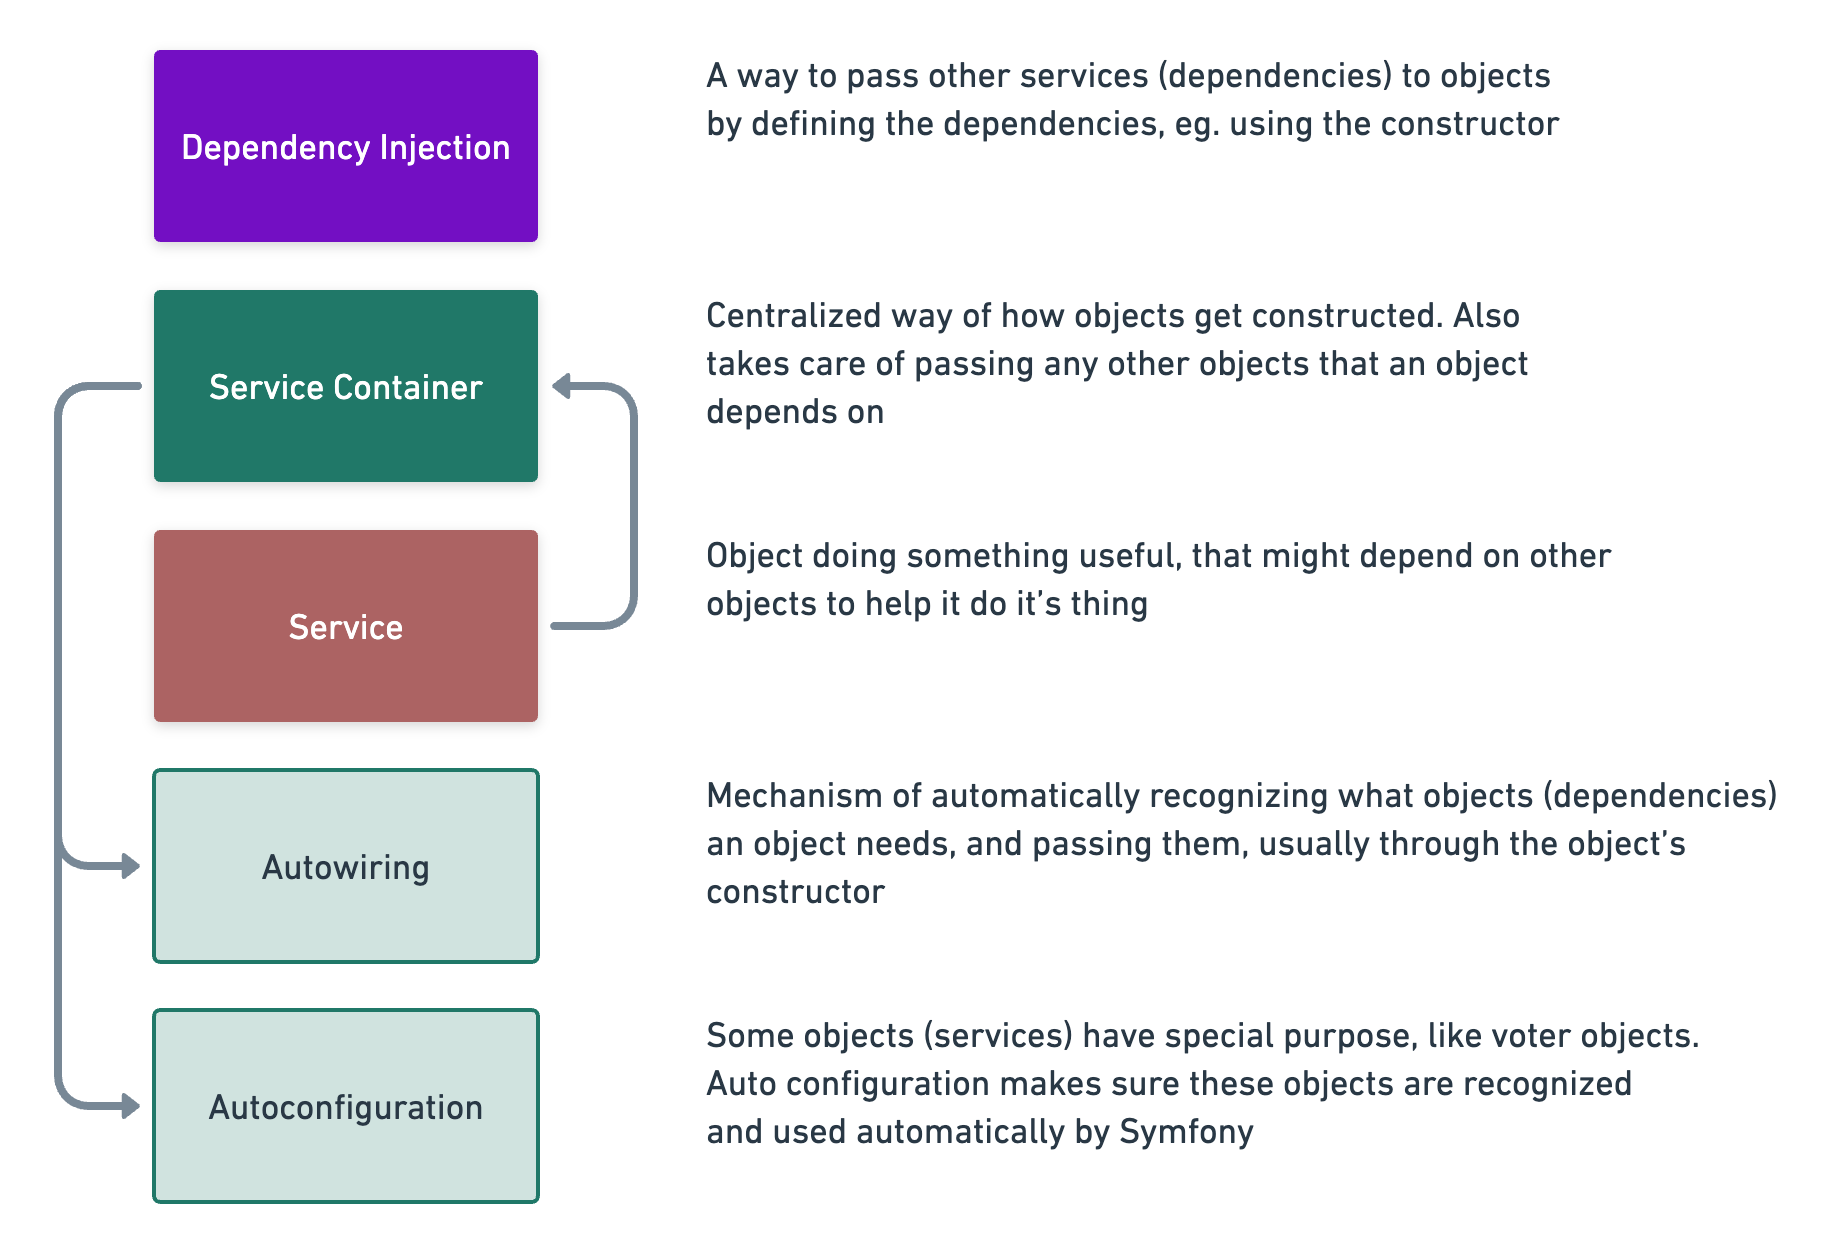 Dependency Injection
A way to pass other services (dependencies) to objects
by defining the dependencies, eg. using the constructor
Service Container
Centralized way of how objects get constructed. Also
takes care of passing any other objects that an object
depends on
Service
Object doing something useful, that might depend on other
objects to help it do it’s thing
Autowiring
Mechanism of automatically recognizing what objects (dependencies)
an object needs, and passing them, usually through the object’s
constructor
Autoconfiguration
Some objects (services) have special purpose, like voter objects.
Auto configuration makes sure these objects are recognized
and used automatically by Symfony